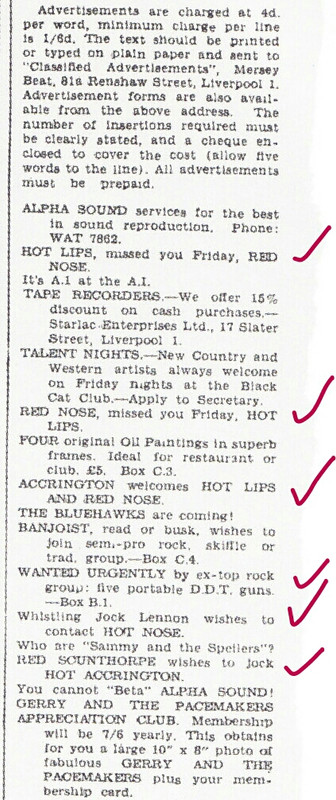 Advertisements are charged at 4d.
per word, minimum charge per line
is 1/6d. The text should be printed
or typed on plain paper and sent to
"Classified Advertisements", Mersey
Beat, 81a Renshaw Street, Liverpool 1.
Advertisement forms are also avail-
able from the above address. The
number of insertions required must
be clearly stated, and a cheque en-
closed to cover the cost (allow five
words to the line). All advertisements
must be prepaid.
ALPHA SOUND services for the best
in sound reproduction. Phone:
WAT 7862.
HOT LIPS, missed you Friday, RED
NOSE.
It's A.1 at the A.I.
TAPE RECORDERS.—We offer 15%
discount on cash purchases.—
Starlac Enterprises Ltd., 17 Slater
Street, Liverpool 1.
TALENT NIGHTS.—New Country and
Western artists always welcome
on Friday nights at the Black
Cat Club.—Apply to Secretary.
RED NOSE, missed you Friday, HOT
LIPS.
FOUR original Oil Paintings in superb
frames. Ideal for restaurant or
club. £5. Box C.3.
ACCRINGTON welcomes HOT LIPS
AND RED NOSE.
THE BLUEHAWKS are coming!
BANJOIST, read or busk, wishes to
join semi-pro rock, skiffle or
trad. group.—Box C.4.
WANTED URGENTLY by ex-top rock
group: five portable D.D.T. guns.
—Box B.1.
Whistling Jock Lennon wishes to
contact HOT NOSE.
Who are "Sammy and the Spellers"?
RED SCUNTHORPE wishes to jock
HOT ACCRINGTON.
You cannot "Beta" ALPHA SOUND!
GERRY AND THE PACEMAKERS
APPRECIATION CLUB. Membership
will be 7/6 yearly. This obtains
for you a large 10" x 8" photo of
fabulous GERRY AND THE
PACEMAKERS plus your mem-
bership card.